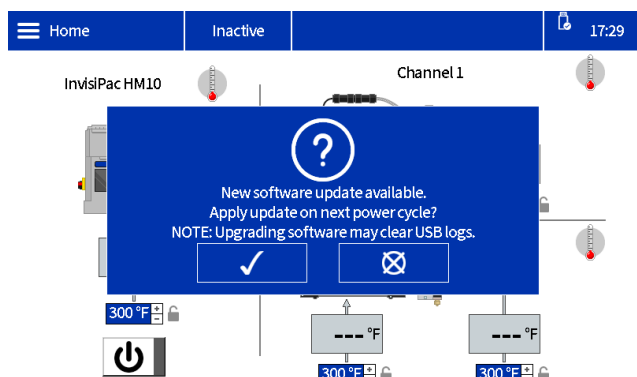 Home
Inactive
17:29
InvisiPac HM10
Channel 1
New software update available.
Apply update on next power cycle?
NOTE: Upgrading software may clear USB logs.
300 °F + -
--- °F
--- °F
300 °F +
300 °F +